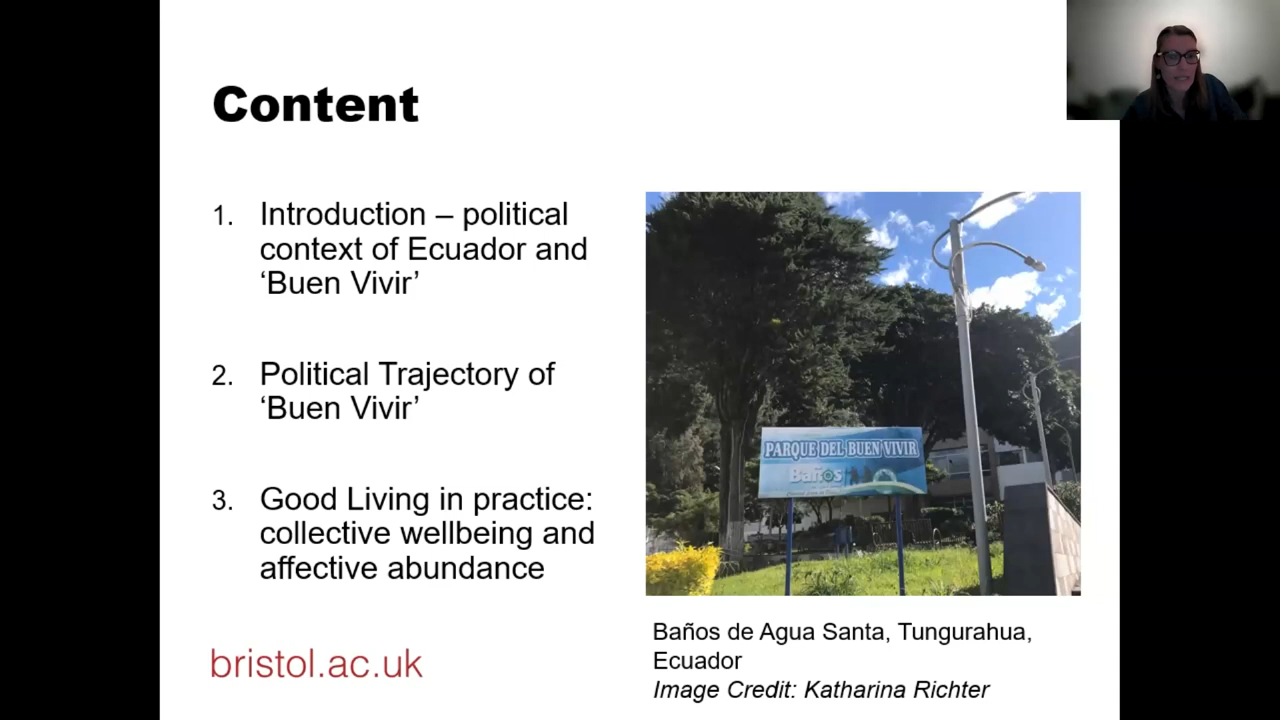 Content
1. Introduction – political
context of Ecuador and
‘Buen Vivir’
2. Political Trajectory of
‘Buen Vivir’
3. Good Living in practice:
collective wellbeing and
affective abundance
bristol.ac.uk
PARQUE DEL BUEN VIVIR
Baños
Baños de Agua Santa, Tungurahua,
Ecuador
Image Credit: Katharina Richter